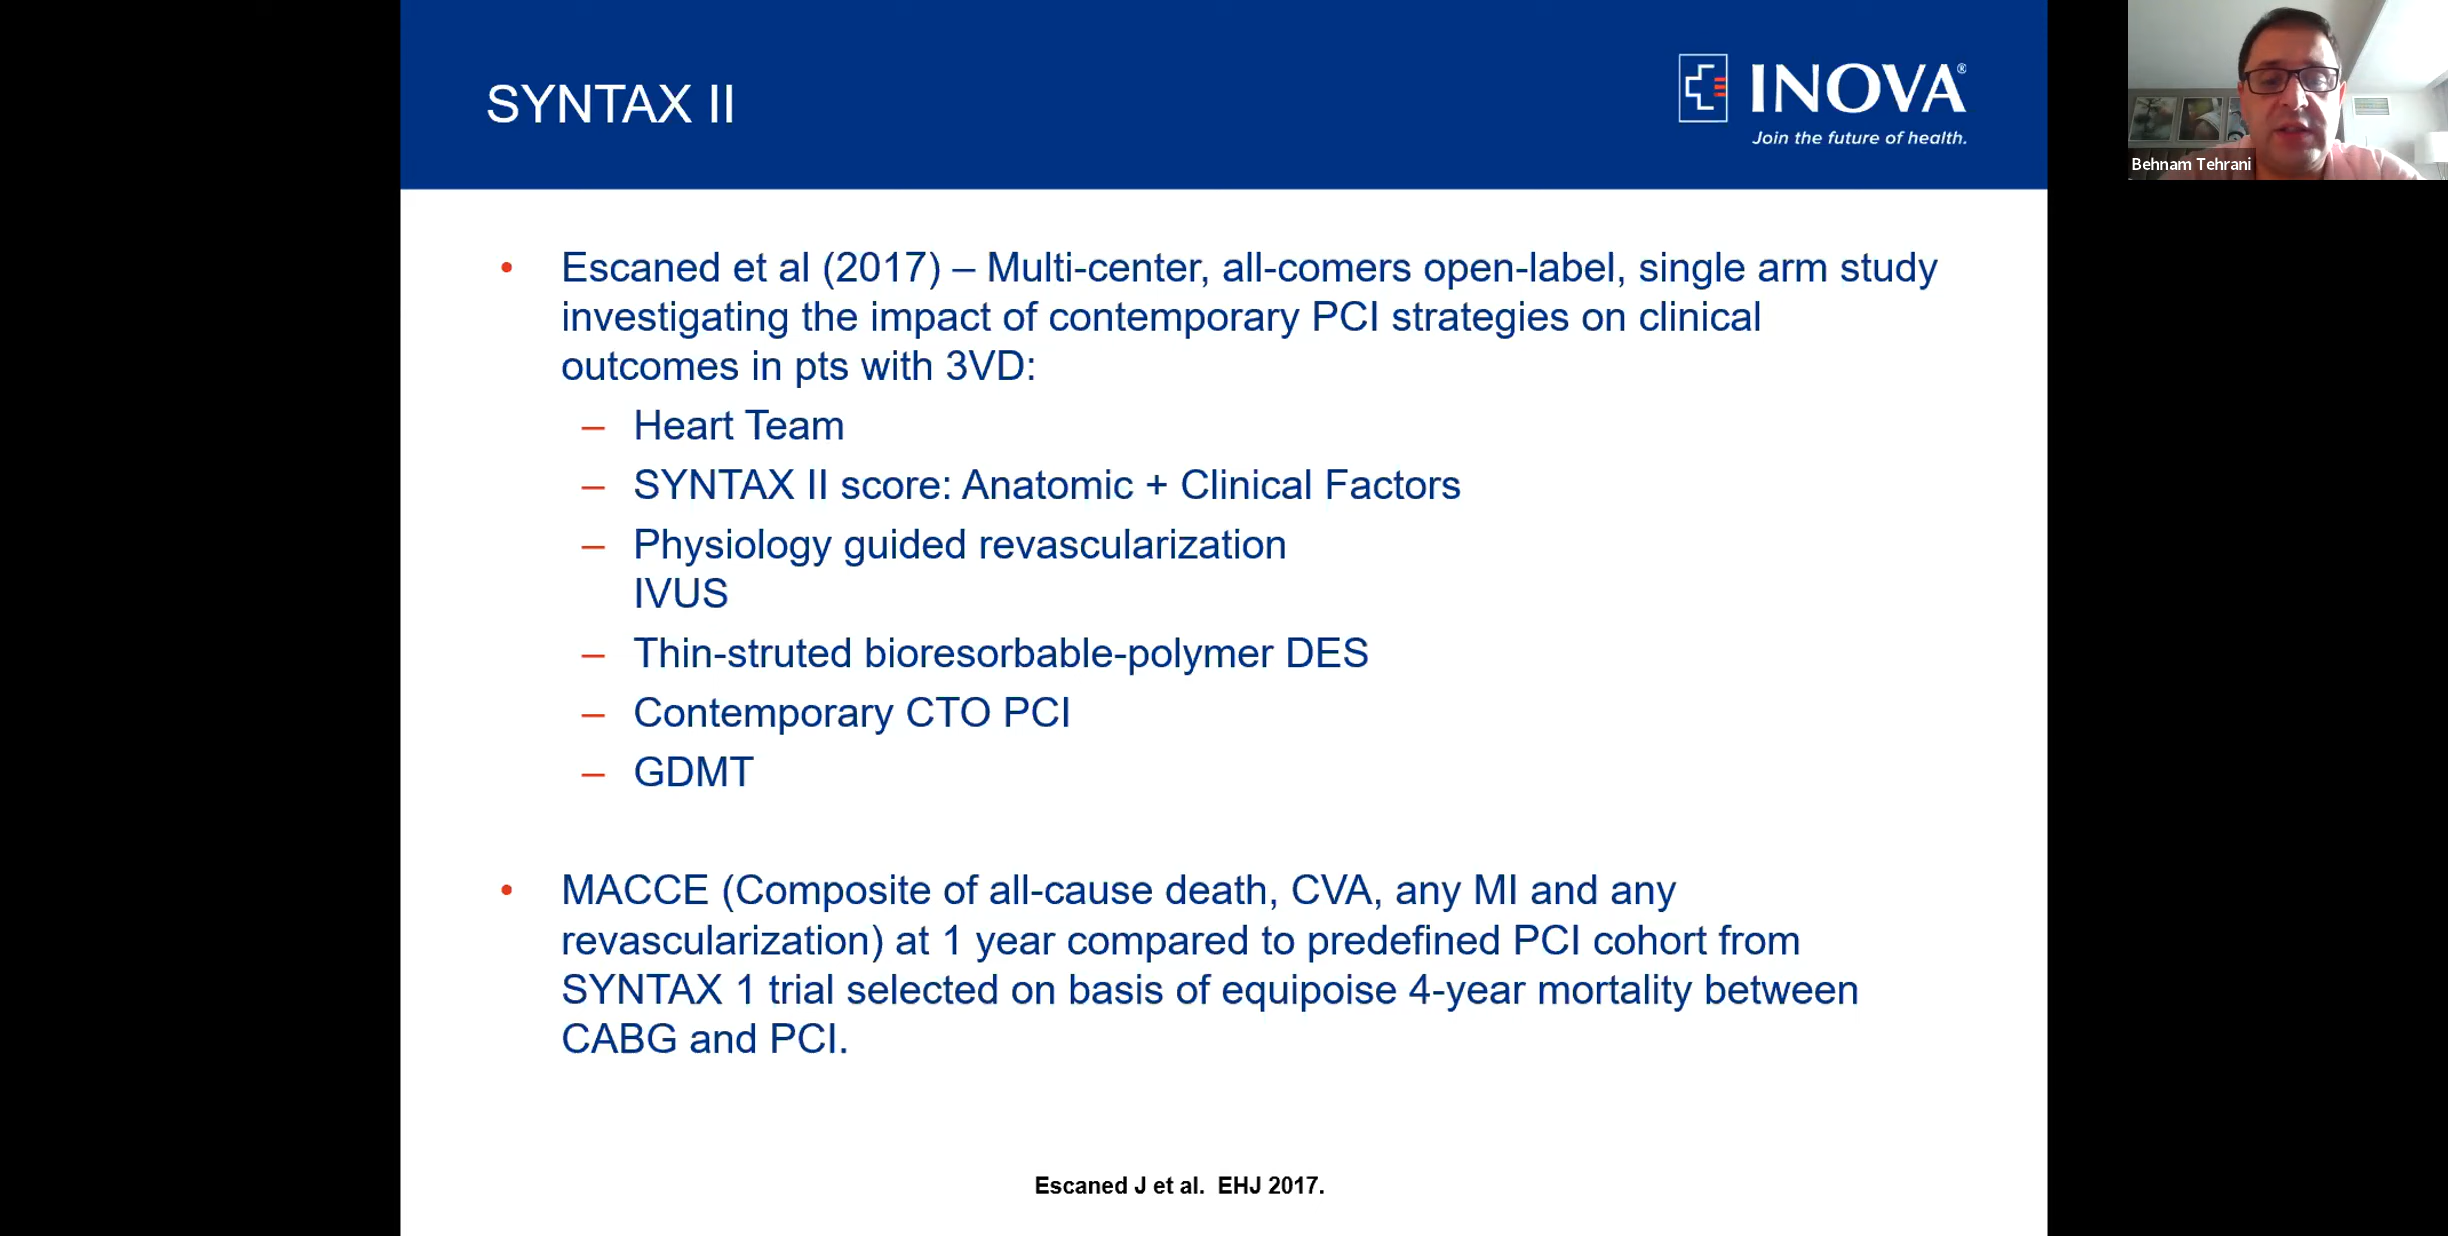 SYNTAX II
INOVA®
Join the future of health.
Behnam Tehrani
• Escaned et al (2017) – Multi-center, all-comers open-label, single arm study
investigating the impact of contemporary PCI strategies on clinical
outcomes in pts with 3VD:
– Heart Team
– SYNTAX II score: Anatomic + Clinical Factors
– Physiology guided revascularization
IVUS
– Thin-struted bioresorbable-polymer DES
– Contemporary CTO PCI
– GDMT
• MACCE (Composite of all-cause death, CVA, any MI and any
revascularization) at 1 year compared to predefined PCI cohort from
SYNTAX 1 trial selected on basis of equipoise 4-year mortality between
CABG and PCI.
Escaned J et al. EHJ 2017.